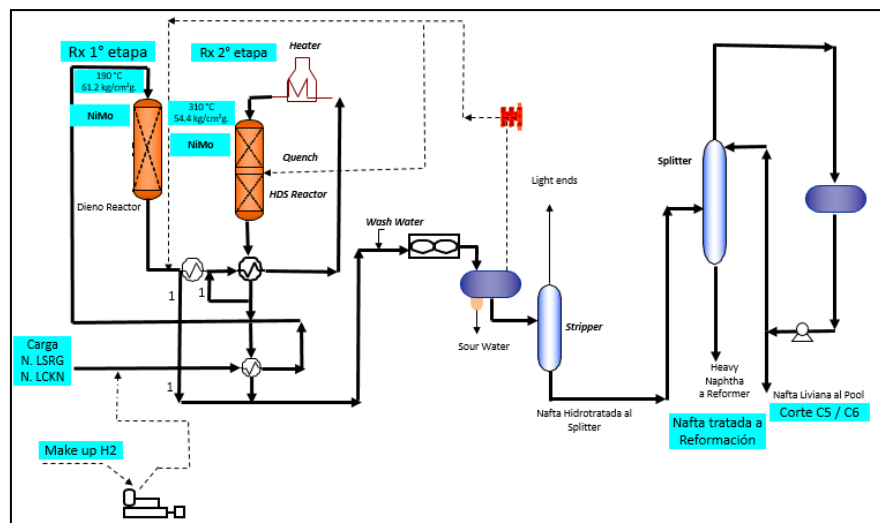 Rx 1° etapa
190 °C
61.2 kg/cm²g.
NiMo
Dieno Reactor
Rx 2° etapa
Heater
310 °C
54.4 kg/cm²g.
NiMo
Quench
HDS Reactor
Wash Water
1
1
1
Carga
N. LSRG
N. LCKN
Make up H2
Sour Water
Light ends
Stripper
Nafta Hidrotratada al
Splitter
Splitter
Heavy
Naphtha
a Reformer
Nafta tratada a
Reformación
Nafta Liviana al Pool
Corte C5 / C6